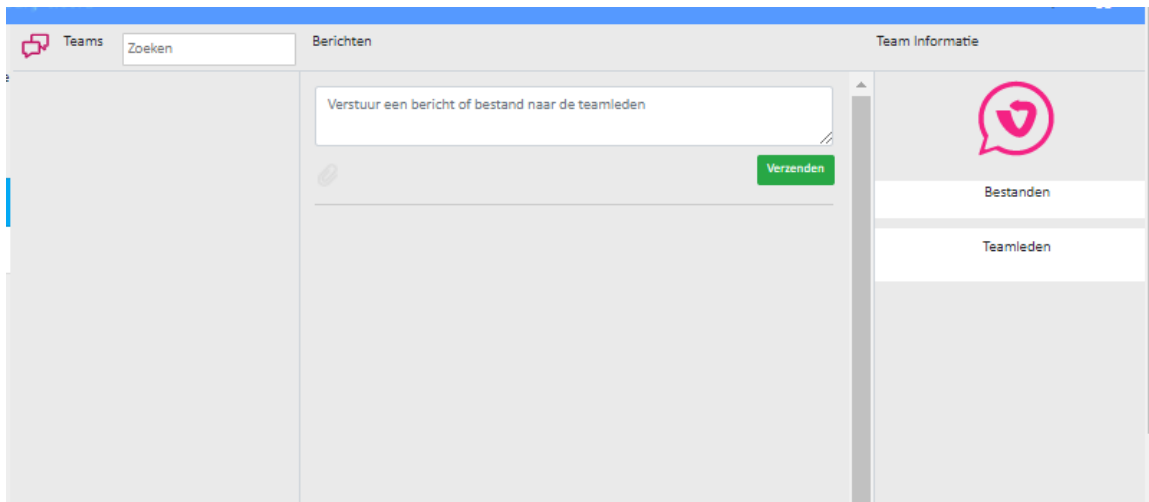 Teams
Zoeken
Berichten
Team Informatie
Verstuur een bericht of bestand naar de teamleden
Verzenden
Bestanden
Teamleden